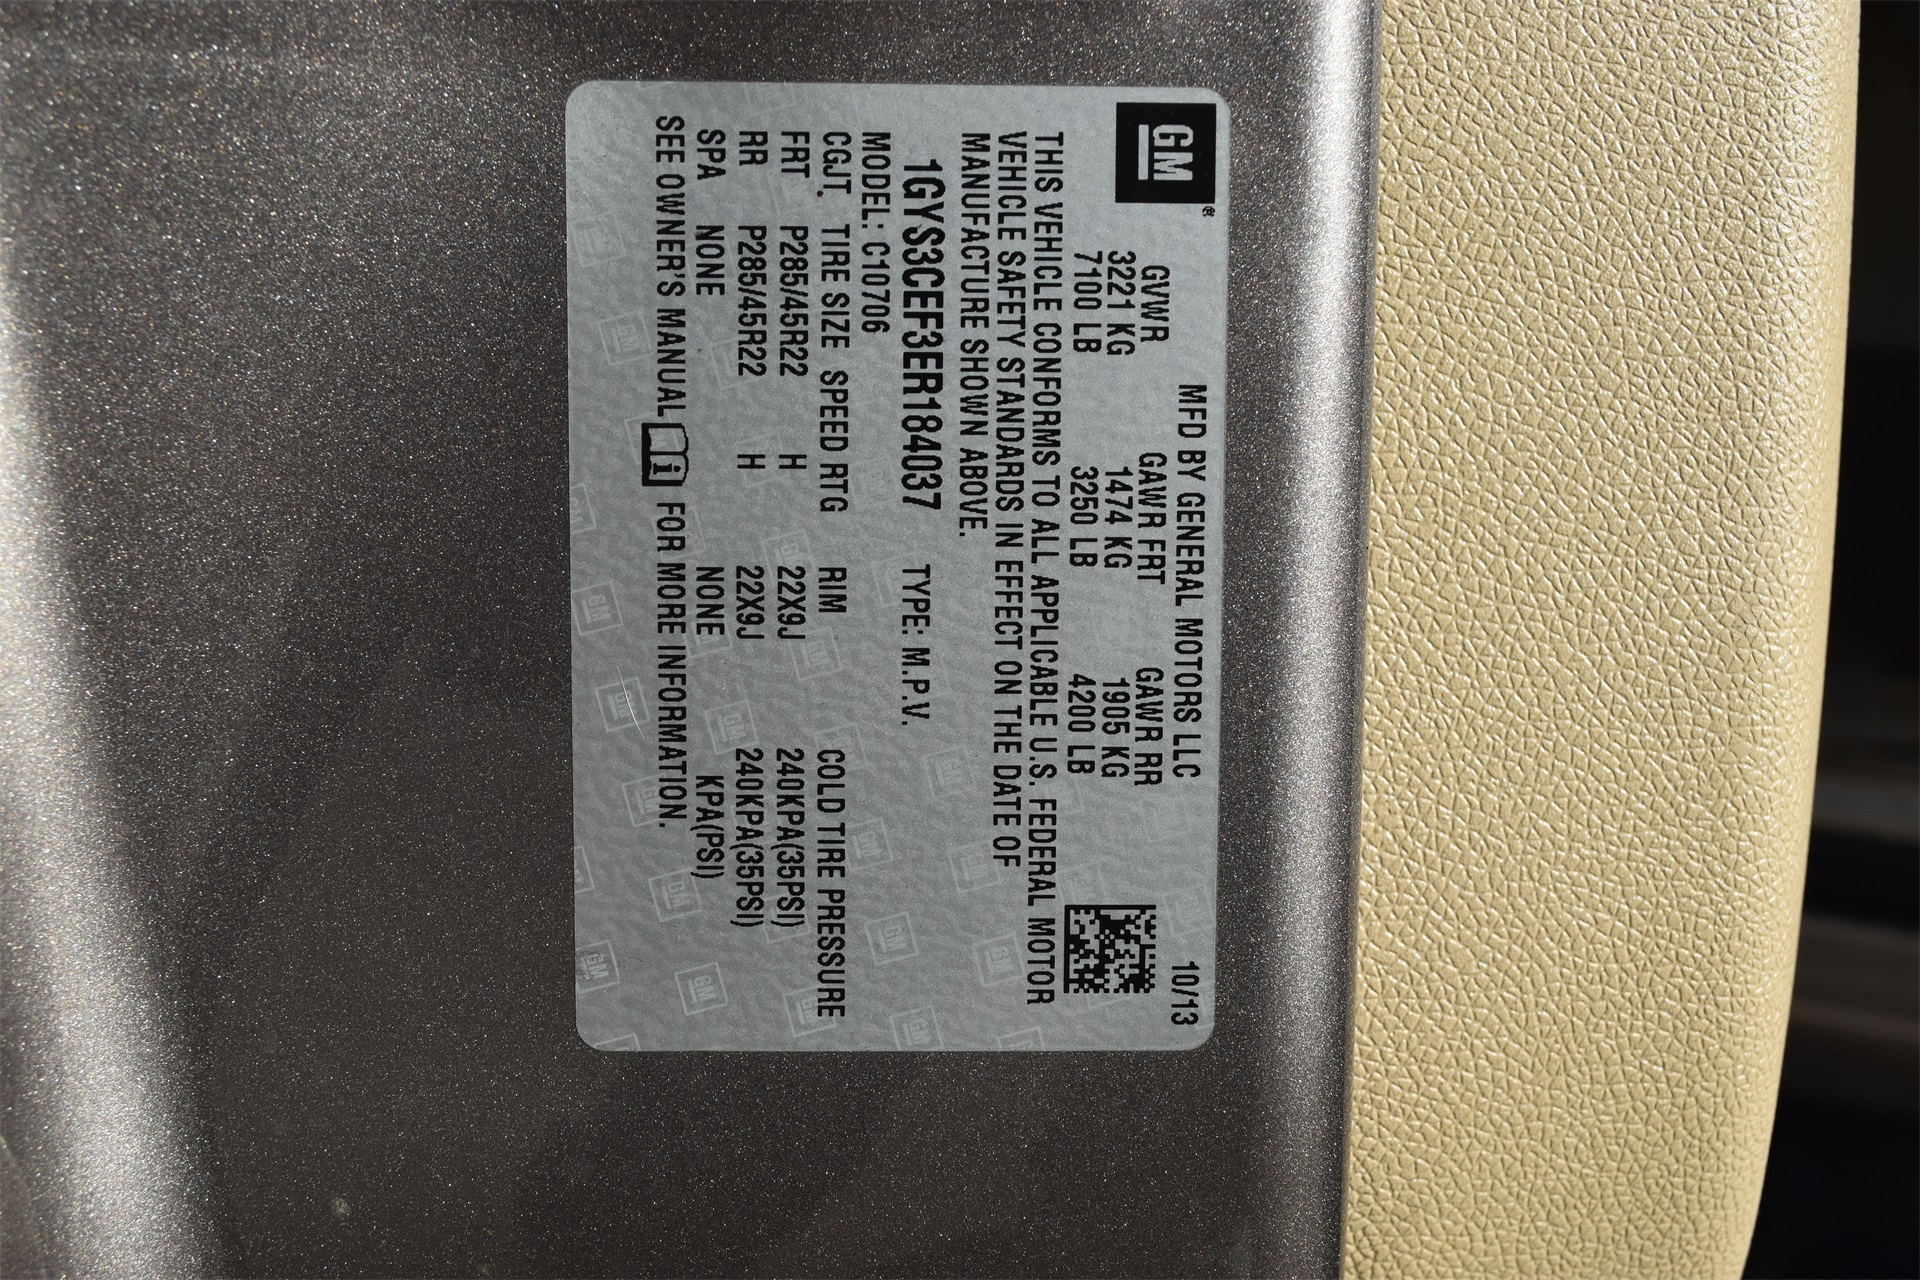 GM®
MFD BY GENERAL MOTORS LLC 10/13
GVWR GAWR FRT GAWR RR
3221 KG 1474 KG 1905 KG
7100 LB 3250 LB 4200 LB
THIS VEHICLE CONFORMS TO ALL APPLICABLE U.S. FEDERAL MOTOR
VEHICLE SAFETY STANDARDS IN EFFECT ON THE DATE OF
MANUFACTURE SHOWN ABOVE.
1GYS3CEF3ER184037 TYPE: M.P.V.
MODEL: C10706
CGJT TIRE SIZE SPEED RTG RIM COLD TIRE PRESSURE
FRT P285/45R22 H 22X9J 240KPA(35PSI)
RR P285/45R22 H 22X9J 240KPA(35PSI)
SPA NONE NONE KPA(PSI)
SEE OWNER'S MANUAL i FOR MORE INFORMATION.